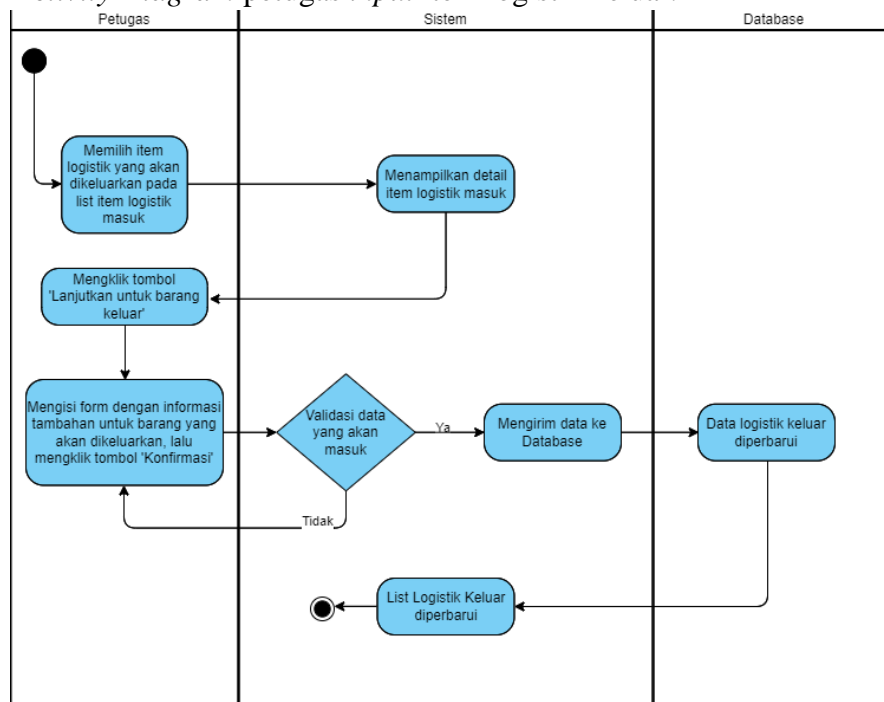 Petugas
Sistem
Database
Memilih item
logistik yang akan
dikeluarkan pada
list item logistik
masuk
Menampilkan detail
item logistik masuk
Mengklik tombol
'Lanjutkan untuk barang
keluar'
Mengisi form dengan informasi
tambahan untuk barang yang
akan dikeluarkan, lalu
mengklik tombol 'Konfirmasi'
Validasi data
yang akan
masuk
Ya
Mengirim data ke
Database
Data logistik keluar
diperbarui
Tidak
List Logistik Keluar
diperbarui